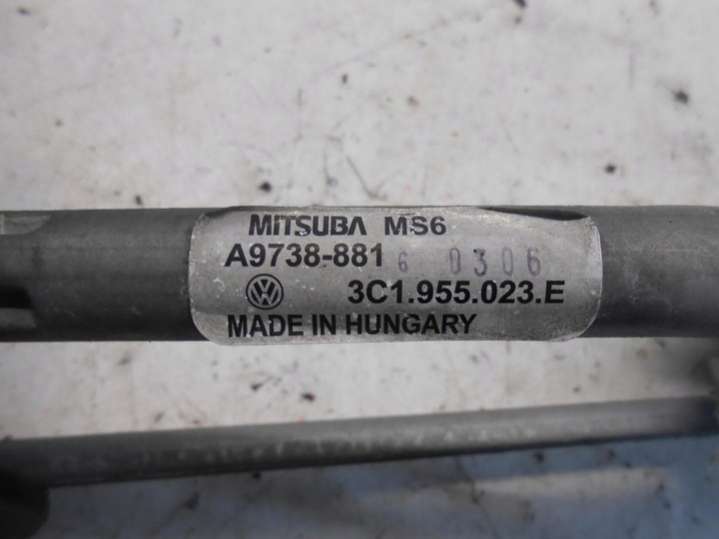 MITSUBA MS6
A9738-881 6 0306
3C1.955.023.E
MADE IN HUNGARY